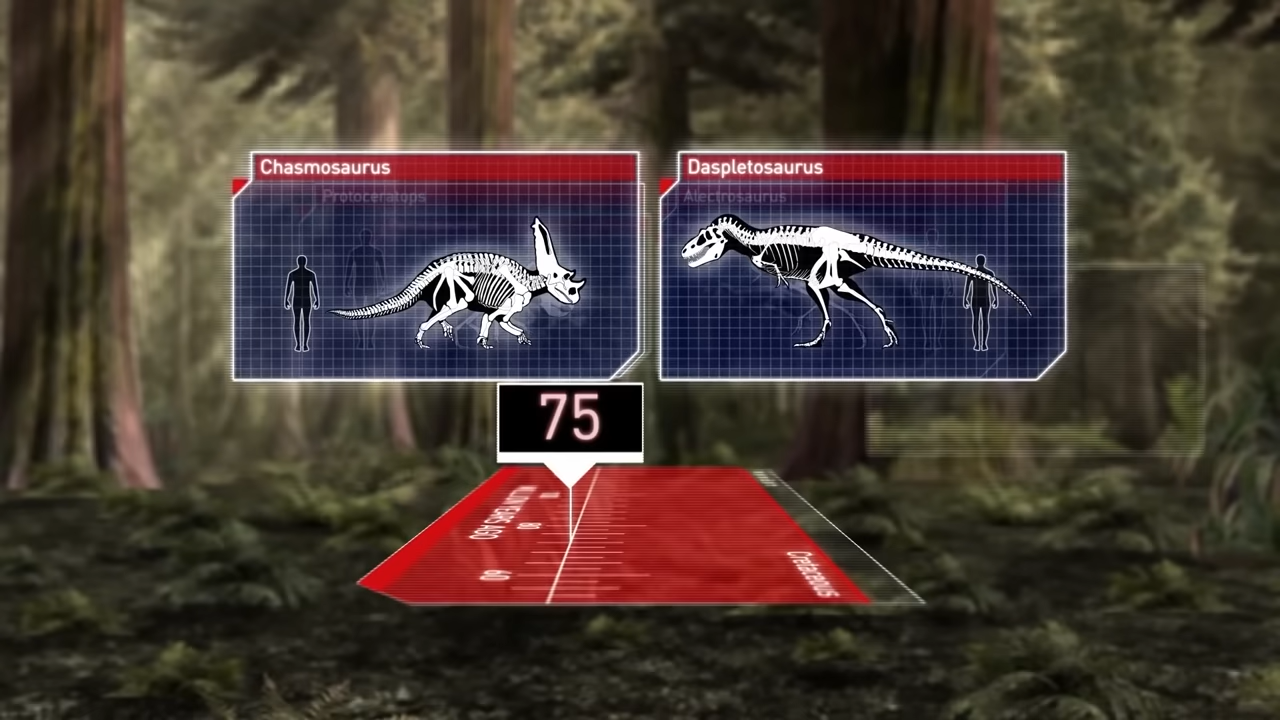 Chasmosaurus
Daspletosaurus
Protoceratops
Alectrosaurus
75
MILLION YEARS AGO
80
60
Cretaceous